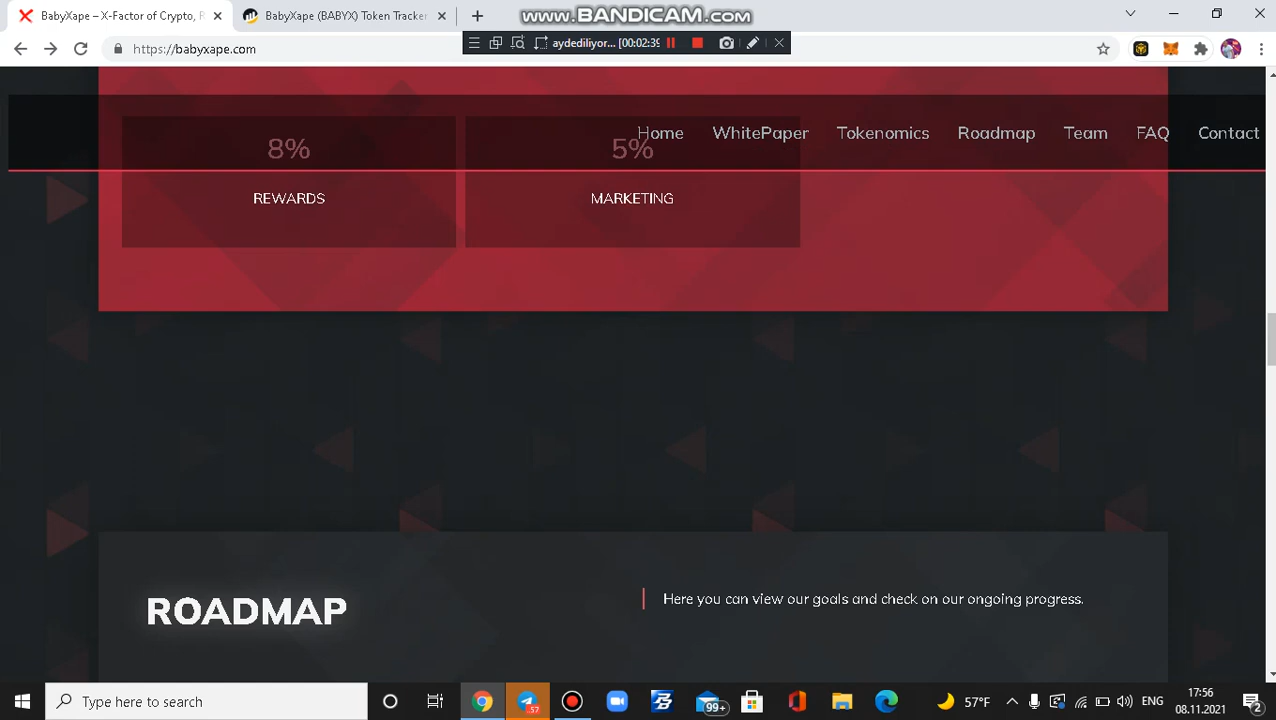 BabyXape – X-Factor of Crypto, R
BabyXape (BABYX) Token Tracker
WWW.BANDICAM.COM
https://babyxape.com
aydediliyor... [00:02:39
Home WhitePaper Tokenomics Roadmap Team FAQ Contact
8%
REWARDS
5%
MARKETING
ROADMAP
Here you can view our goals and check on our ongoing progress.
Type here to search
57
99+
57°F
ENG
17:56
08.11.2021
2